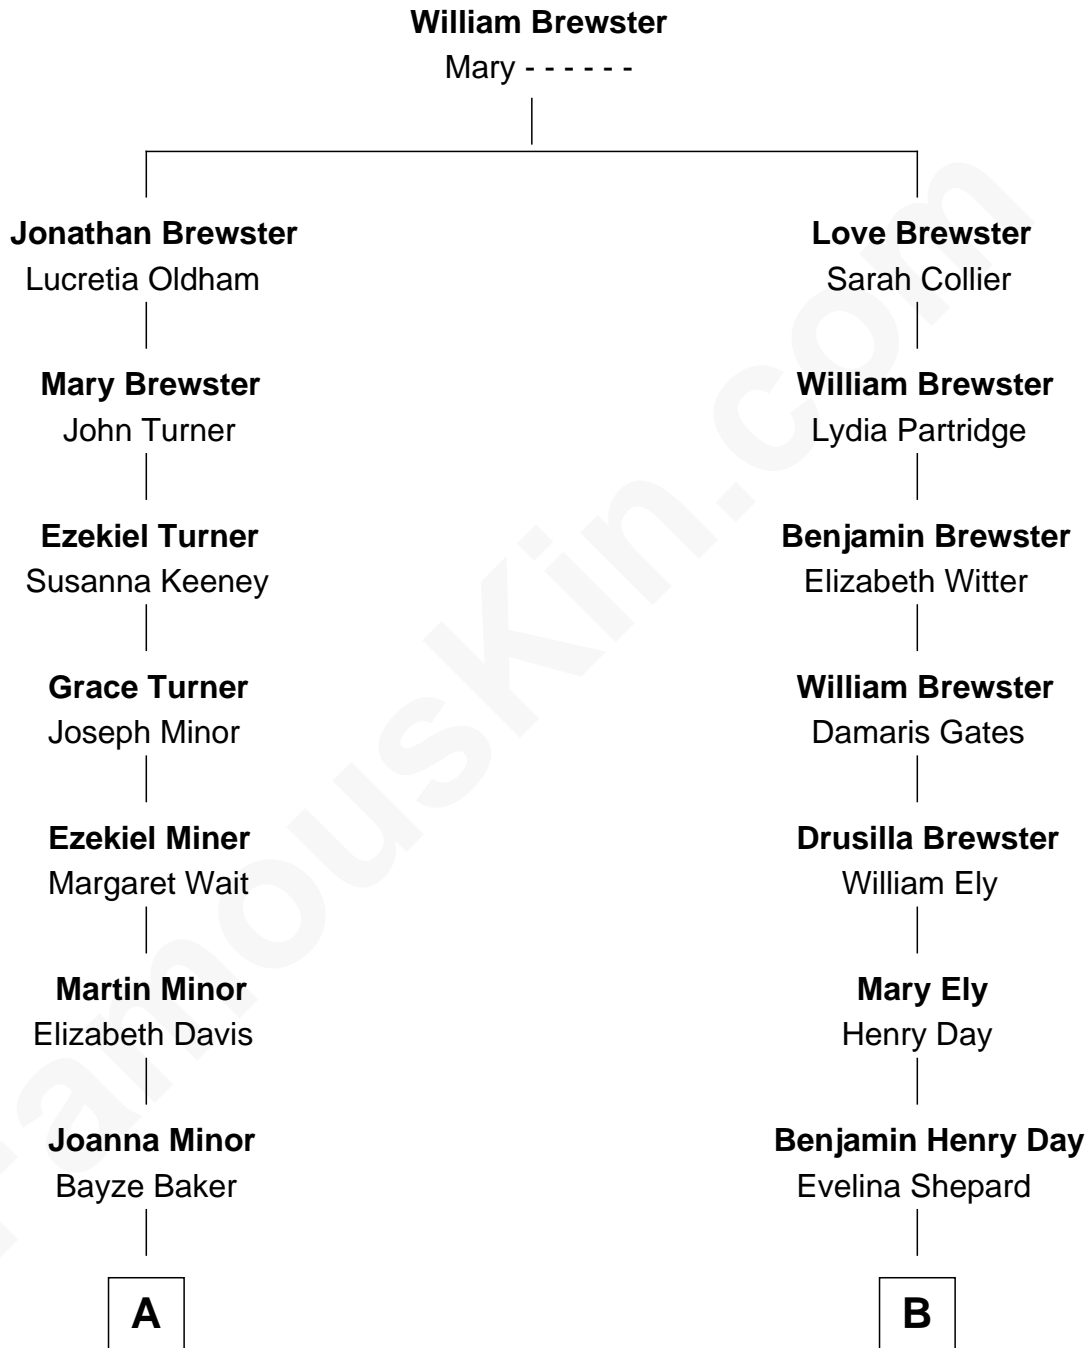 William Brewster
Mary - - - - - -
Jonathan Brewster
Lucretia Oldham
Love Brewster
Sarah Collier
Mary Brewster
John Turner
William Brewster
Lydia Partridge
Ezekiel Turner
Susanna Keeney
Benjamin Brewster
Elizabeth Witter
Grace Turner
Joseph Minor
William Brewster
Damaris Gates
Ezekiel Miner
Margaret Wait
Drusilla Brewster
William Ely
Martin Minor
Elizabeth Davis
Mary Ely
Henry Day
Joanna Minor
Bayze Baker
Benjamin Henry Day
Evelina Shepard
A
B
FamousKin.com